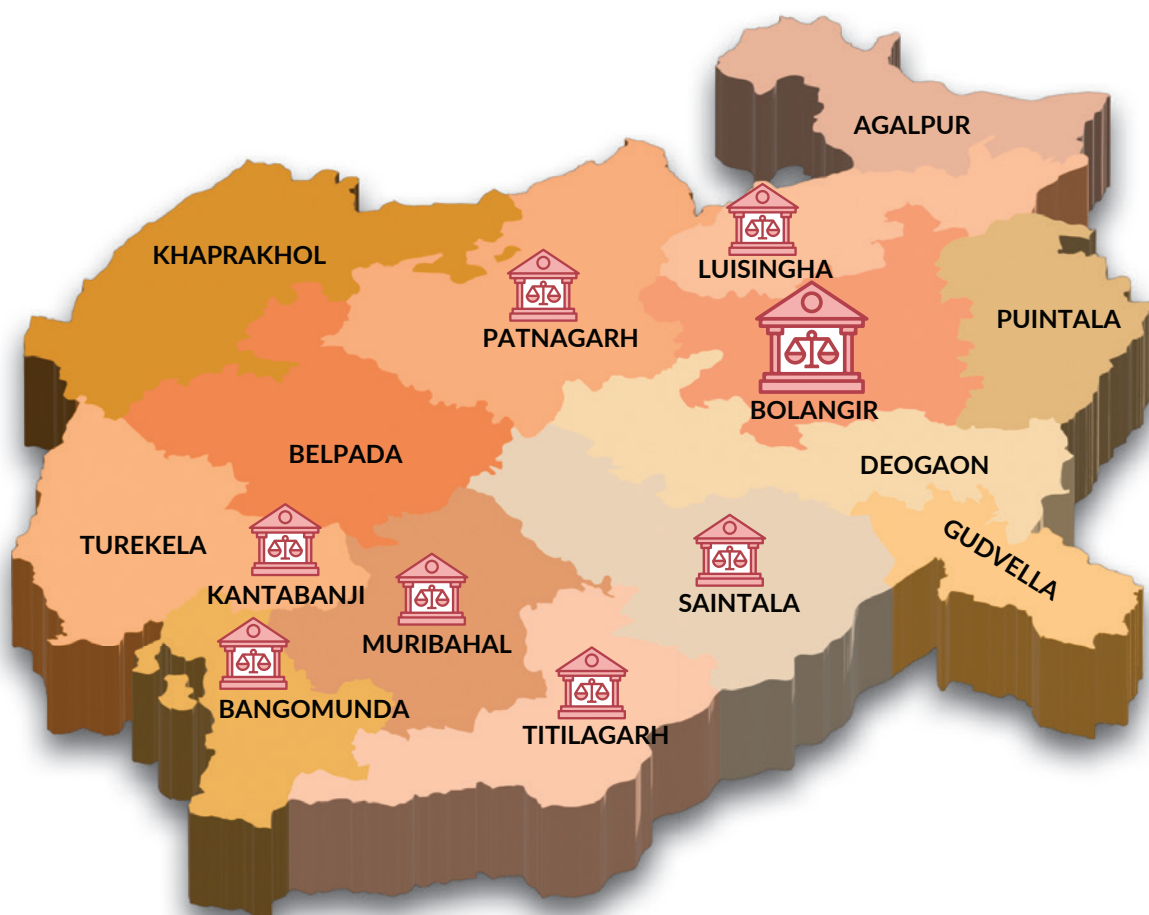 AGALPUR
KHAPRAKHOL
LUISINGHA
PATNAGARH
PUINTALA
BOLANGIR
BELPADA
DEOGAON
TUREKELA
GUDVELLA
KANTABANJI
SAINTALA
MURIBAHAL
BANGOMUNDA
TITILAGARH